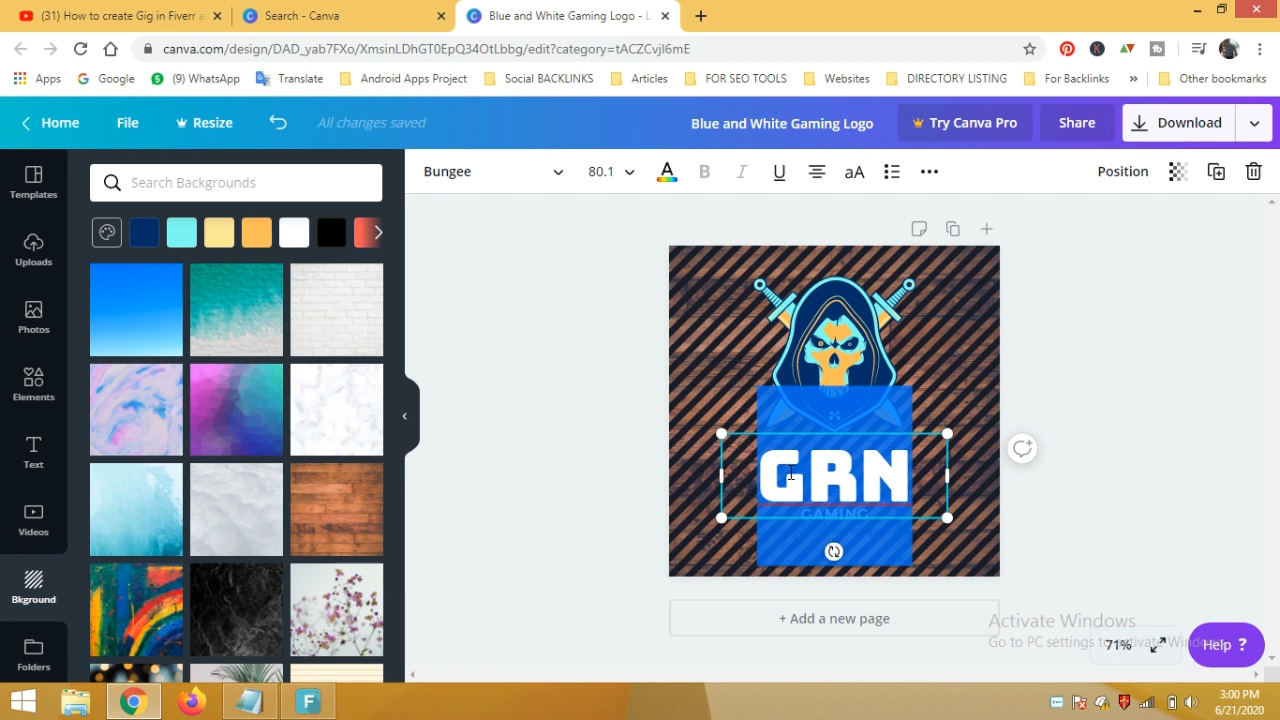 (31) How to create Gig in Fiverr a
Search - Canva
Blue and White Gaming Logo - L
canva.com/design/DAD_yab7FXo/XmsinLDhGT0EpQ34OtLbbg/edit?category=tACZCvjI6mE
Apps
Google
(9) WhatsApp
Translate
Android Apps Project
Social BACKLINKS
Articles
FOR SEO TOOLS
Websites
DIRECTORY LISTING
For Backlinks
»
Other bookmarks
Home
File
Resize
All changes saved
Blue and White Gaming Logo
Try Canva Pro
Share
Download
Templates
Uploads
Photos
Elements
Text
Videos
Bkground
Folders
Search Backgrounds
Bungee
80.1
A
B
I
U
aA
Position
GRN
GAMING
+ Add a new page
Activate Windows
Go to PC settings to activate Windows.
71%
Help ?
3:00 PM
6/21/2020